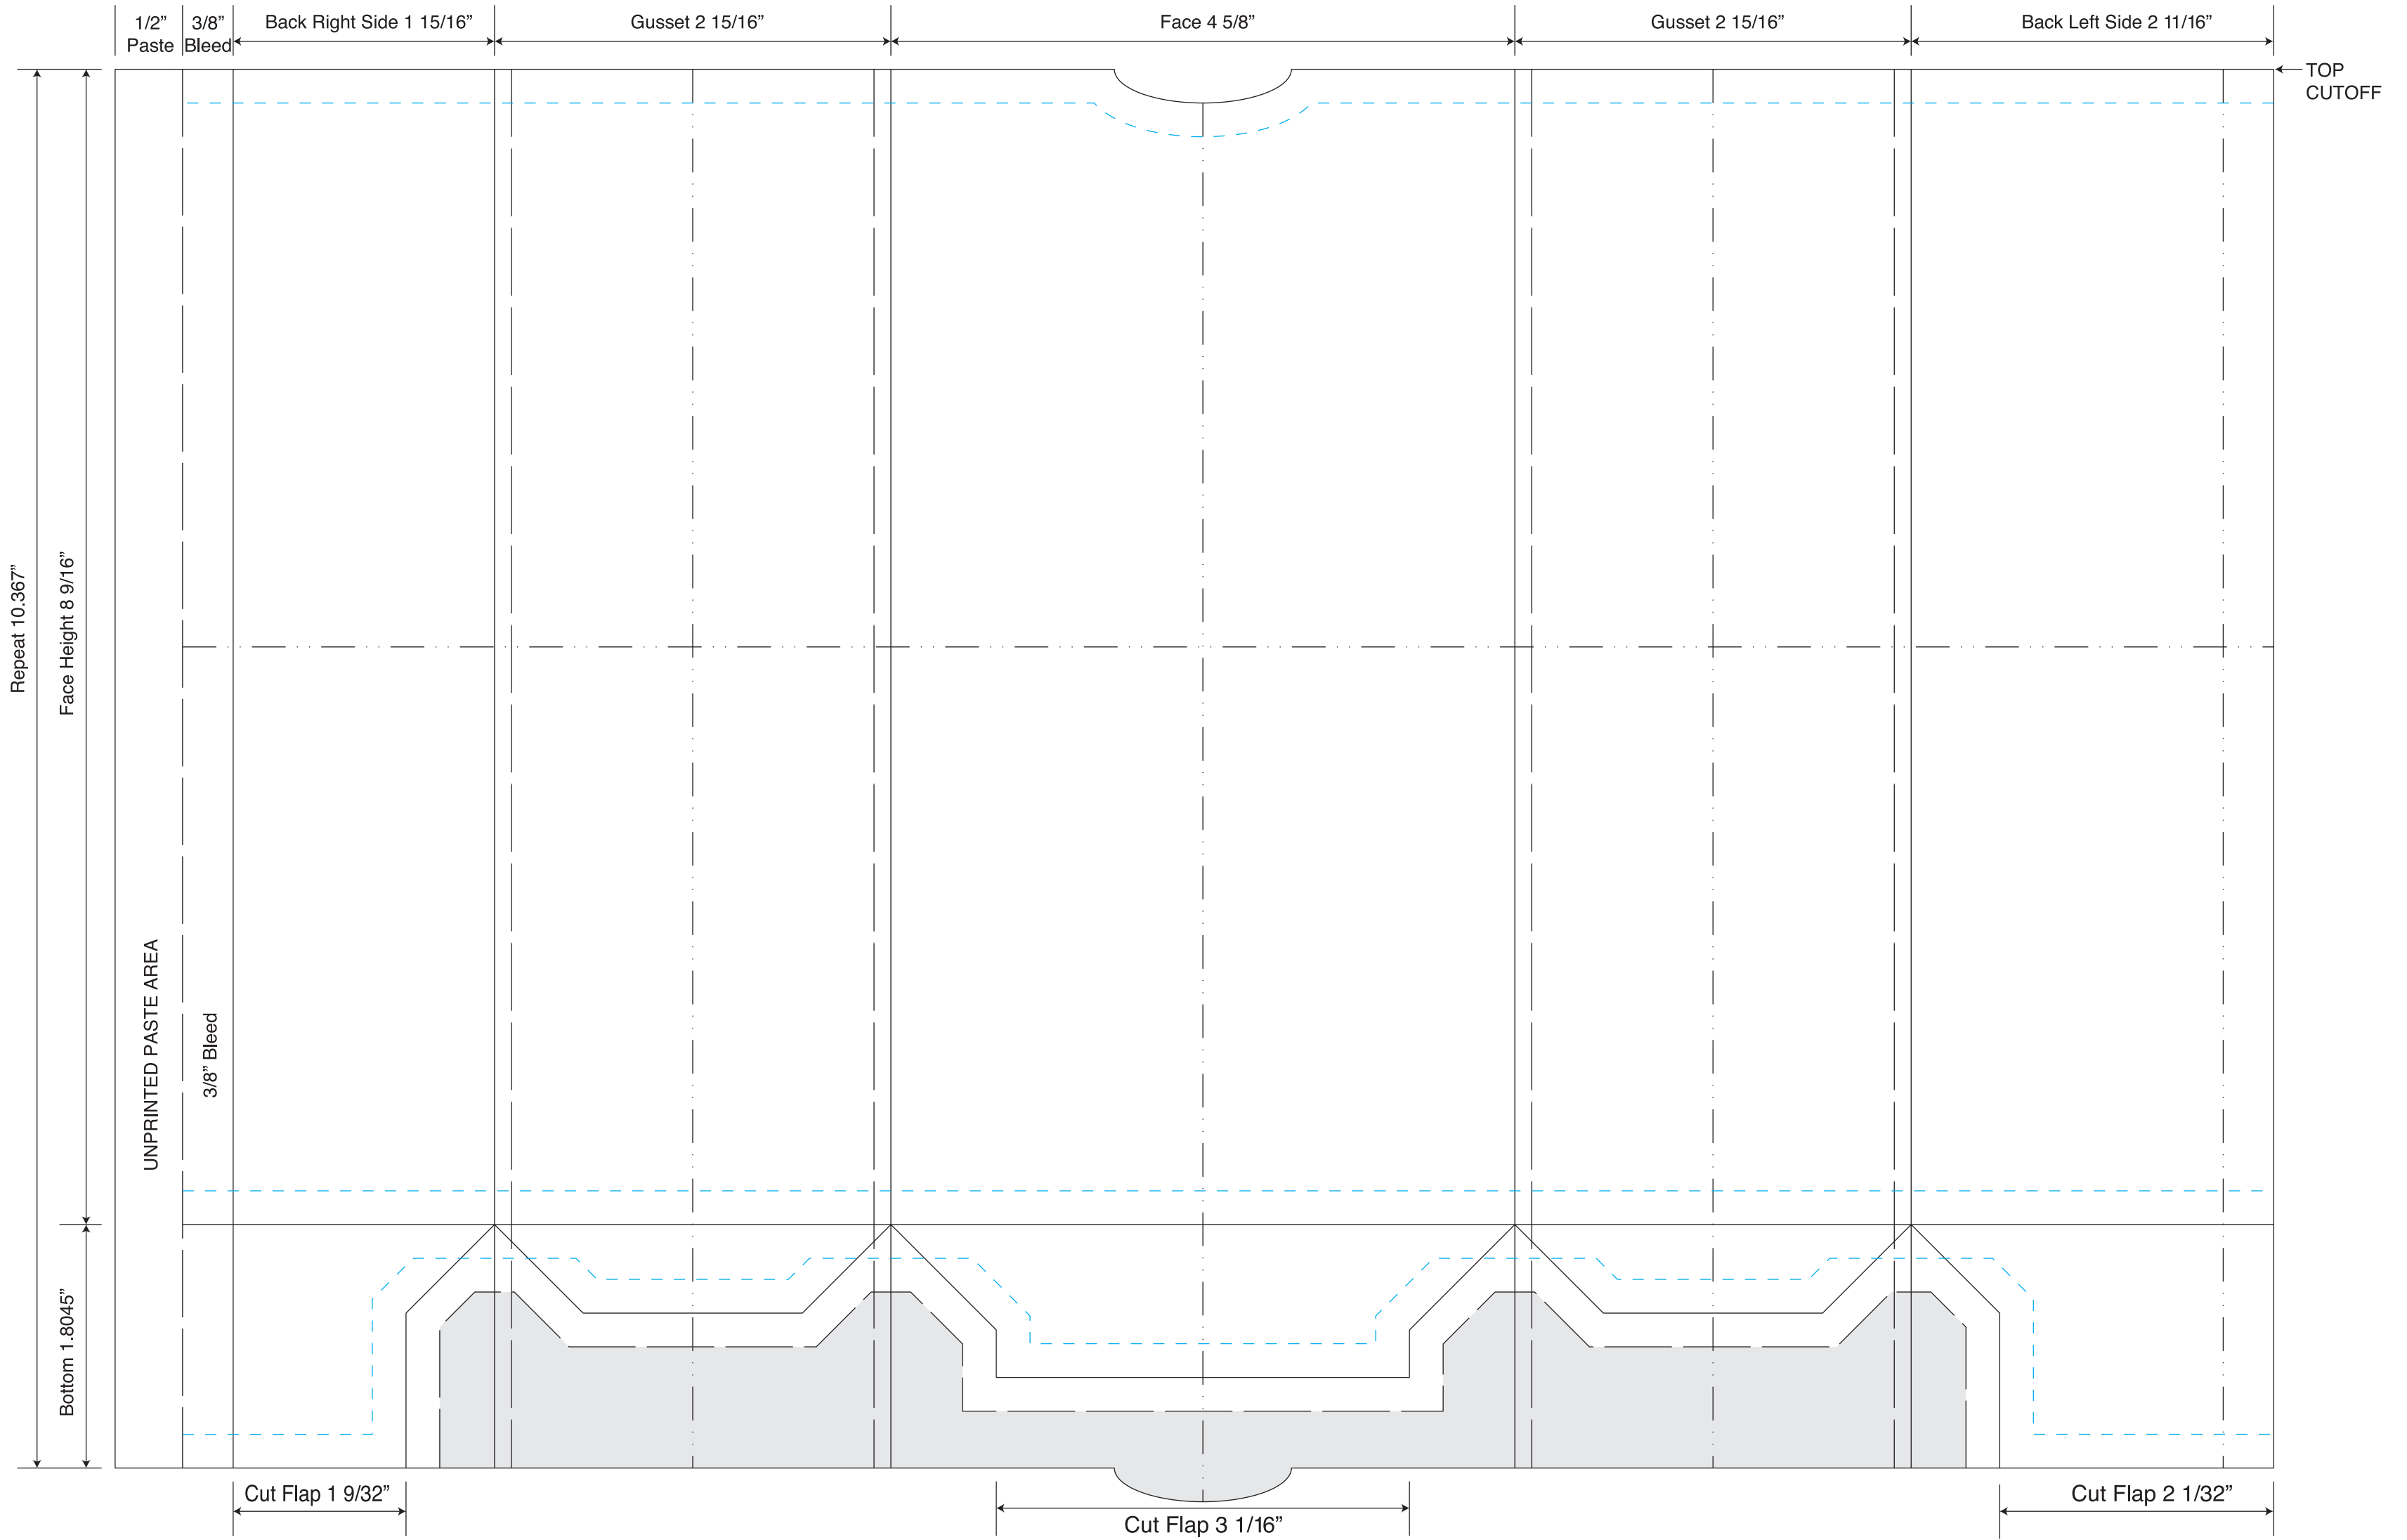 1/2”
Paste
3/8”
Bleed
Back Right Side 1 15/16”
Gusset 2 15/16”
Face 4 5/8”
Gusset 2 15/16”
Back Left Side 2 11/16”
TOP
CUTOFF
Repeat 10.367”
Face Height 8 9/16”
UNPRINTED PASTE AREA
3/8” Bleed
Bottom 1.8045”
Cut Flap 1 9/32”
Cut Flap 3 1/16”
Cut Flap 2 1/32”